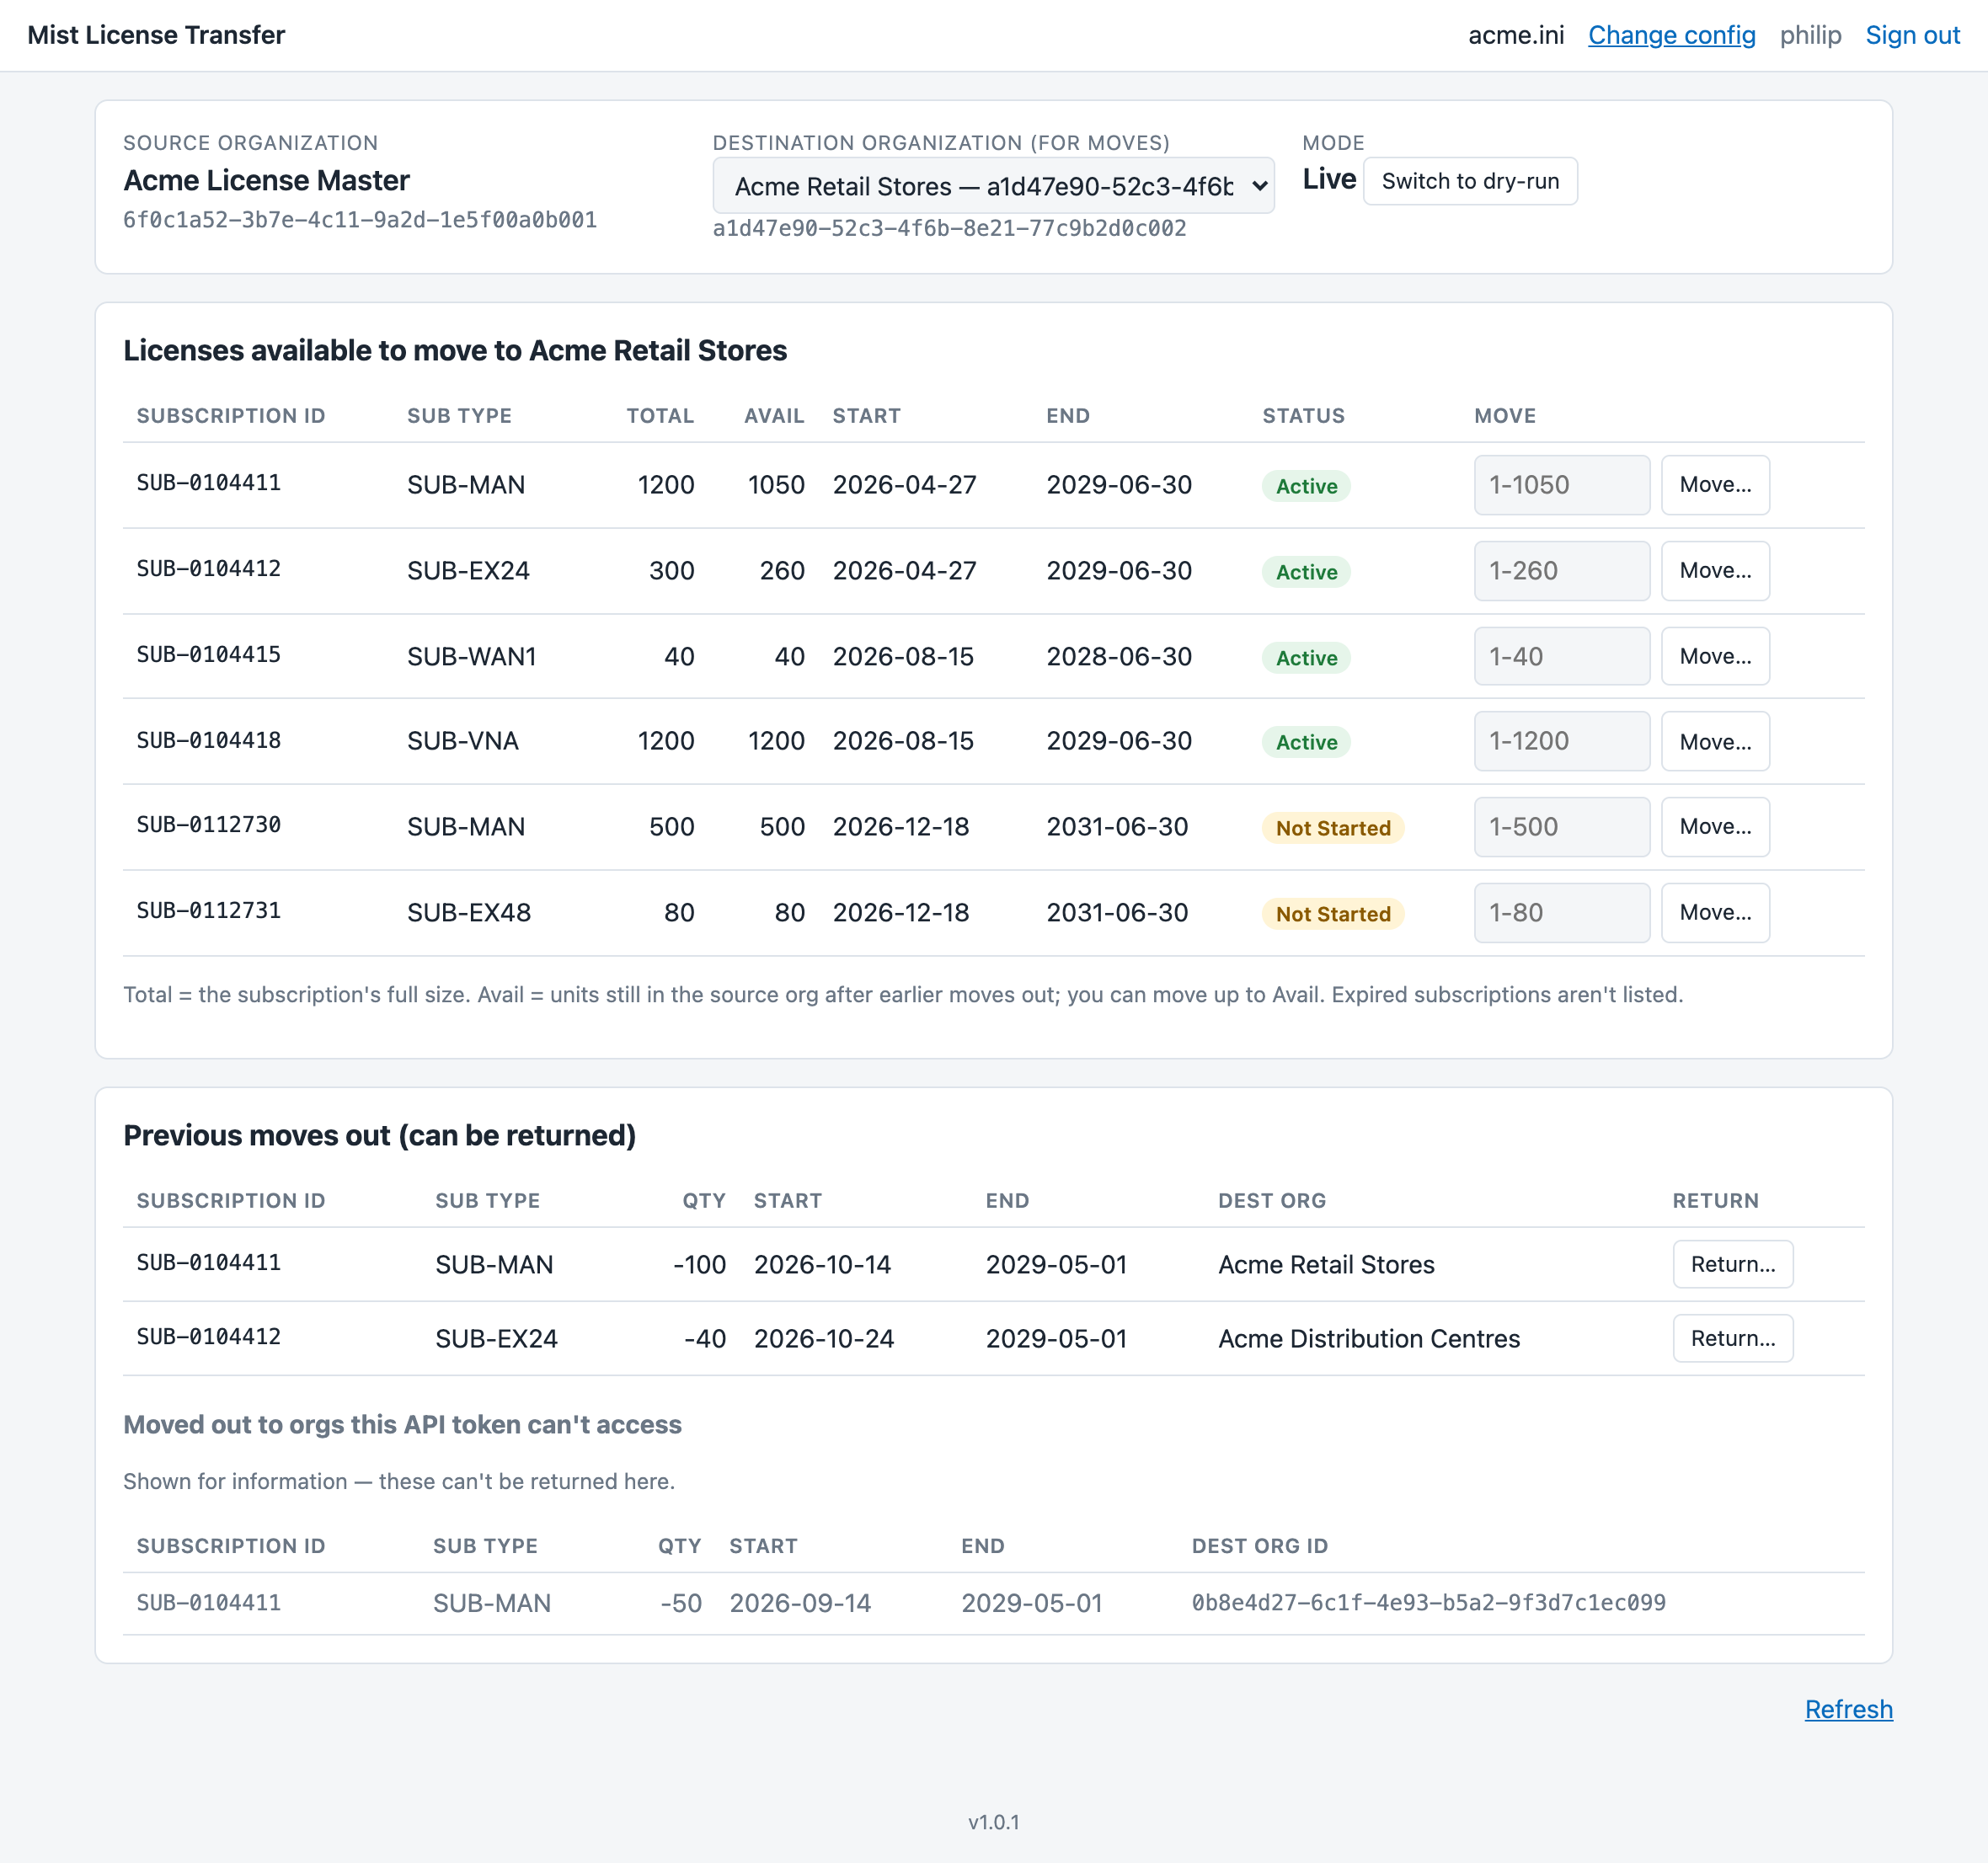 Mist License Transfer acme.ini Change config philip Sign out
SOURCE ORGANIZATION DESTINATION ORGANIZATION (FOR MOVES) MODE
Acme License Master Acme Retail Stores — a1d47e90-52c3-4f6b Live Switch to dry-run
6f0c1a52-3b7e-4c11-9a2d-1e5f00a0b001 a1d47e90-52c3-4f6b-8e21-77c9b2d0c002
Licenses available to move to Acme Retail Stores
SUBSCRIPTION ID SUB TYPE TOTAL AVAIL START END STATUS MOVE
SUB-0104411 SUB-MAN 1200 1050 2026-04-27 2029-06-30 Active 1-1050 Move...
SUB-0104412 SUB-EX24 300 260 2026-04-27 2029-06-30 Active 1-260 Move...
SUB-0104415 SUB-WAN1 40 40 2026-08-15 2028-06-30 Active 1-40 Move...
SUB-0104418 SUB-VNA 1200 1200 2026-08-15 2029-06-30 Active 1-1200 Move...
SUB-0112730 SUB-MAN 500 500 2026-12-18 2031-06-30 Not Started 1-500 Move...
SUB-0112731 SUB-EX48 80 80 2026-12-18 2031-06-30 Not Started 1-80 Move...
Total = the subscription's full size. Avail = units still in the source org after earlier moves out; you can move up to Avail. Expired subscriptions aren't listed.
Previous moves out (can be returned)
SUBSCRIPTION ID SUB TYPE QTY START END DEST ORG RETURN
SUB-0104411 SUB-MAN -100 2026-10-14 2029-05-01 Acme Retail Stores Return...
SUB-0104412 SUB-EX24 -40 2026-10-24 2029-05-01 Acme Distribution Centres Return...
Moved out to orgs this API token can't access
Shown for information — these can't be returned here.
SUBSCRIPTION ID SUB TYPE QTY START END DEST ORG ID
SUB-0104411 SUB-MAN -50 2026-09-14 2029-05-01 0b8e4d27-6c1f-4e93-b5a2-9f3d7c1ec099
Refresh
v1.0.1